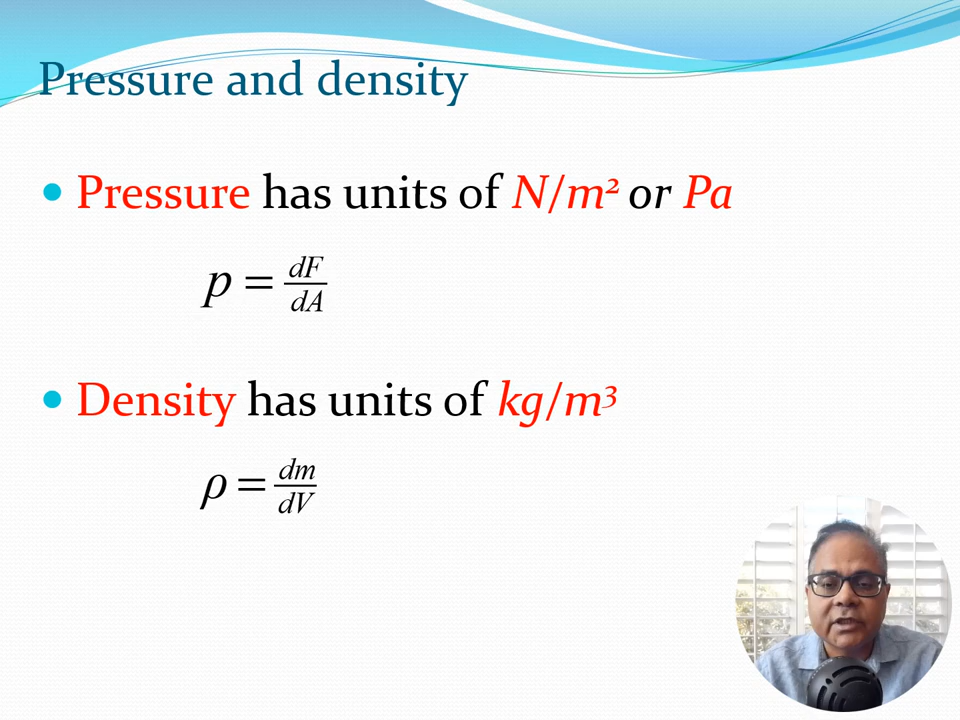 Pressure and density
• Pressure has units of N/m² or Pa
p = dF/dA
• Density has units of kg/m³
ρ = dm/dV